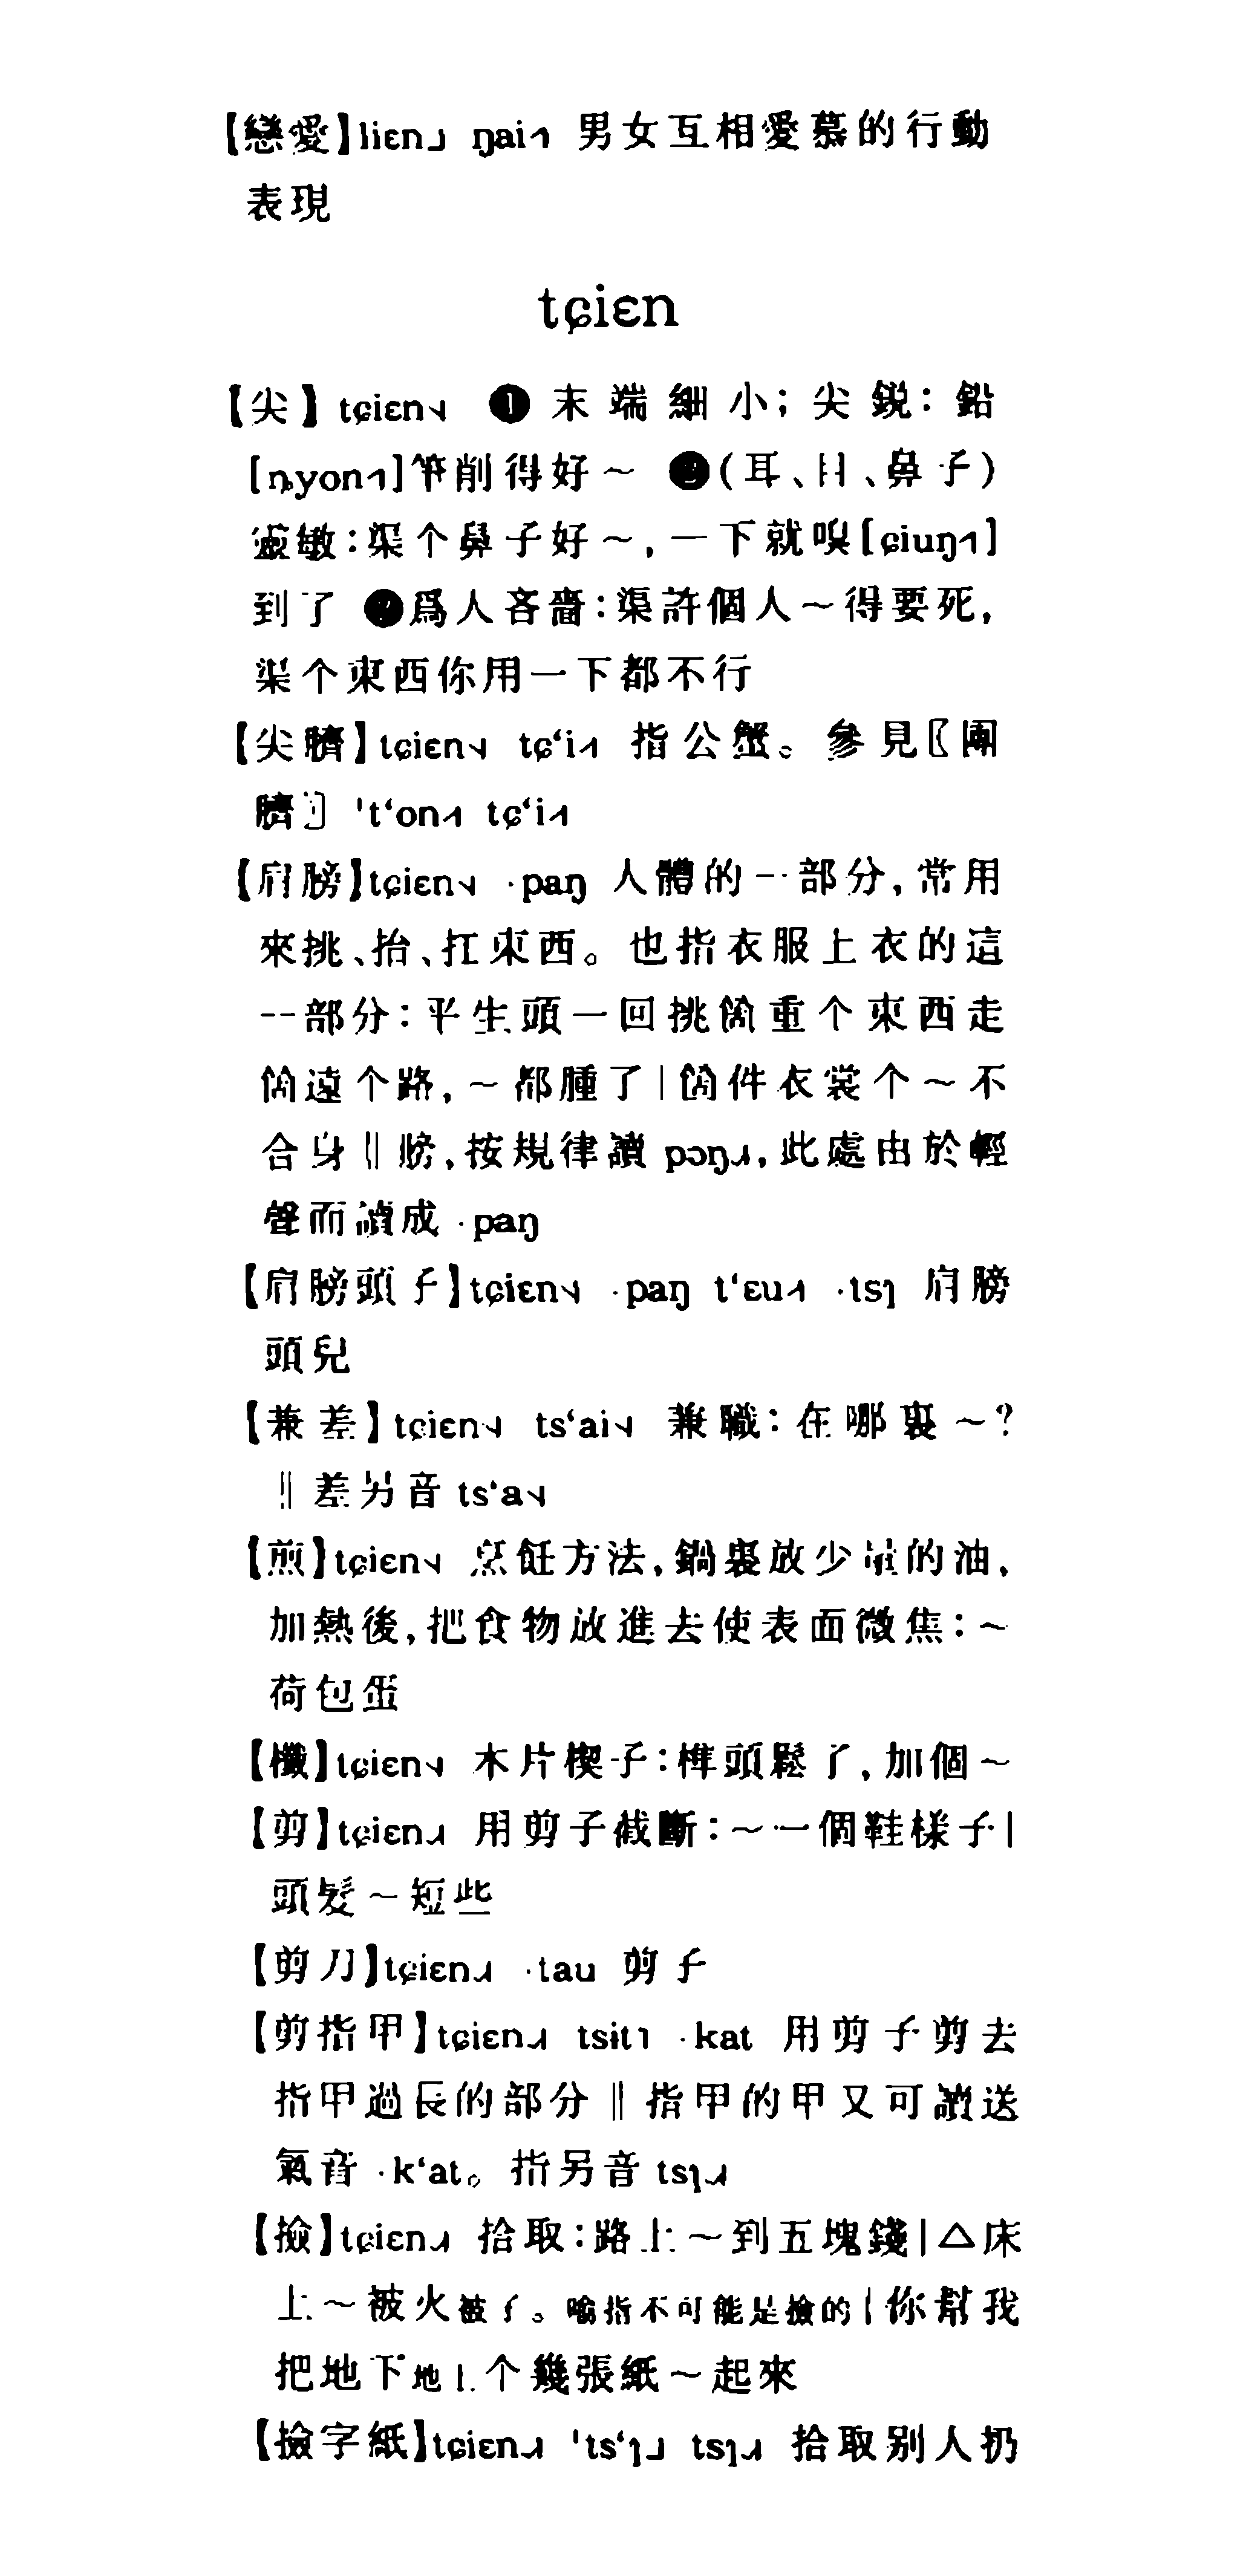 【戀愛】liɛn˩ ŋai˧˥ 男女互相愛慕的行動
表現
tɕiɛn
【尖】tɕiɛn˨˩ ❶ 末端細小；尖鋭：鉛
[ȵyon˧˥]筆削得好～ ❷(耳、目、鼻子)
靈敏：渠个鼻子好～，一下就嗅[ɕiuŋ˧˥]
到了 ❸爲人吝嗇：渠許個人～得要死，
渠个東西你用一下都不行
【尖臍】tɕiɛn˨˩ tɕ‘i˨˦ 指公蟹。參見〖團
臍〗 ˈt‘on˨˦ tɕ‘i˨˦
【肩膀】tɕiɛn˨˩ ·paŋ 人體的一部分，常用
來挑、抬、扛東西。也指衣服上衣的這
一部分：平生頭一回挑箇重个東西走
箇遠个路，～都腫了|箇件衣裳个～不
合身‖膀，按規律讀 pɔŋ˩˧，此處由於輕
聲而讀成 ·paŋ
【肩膀頭子】tɕiɛn˨˩ ·paŋ t‘ɛu˨˦ ·tsɿ 肩膀
頭兒
【兼差】tɕiɛn˨˩ ts‘ai˨˩ 兼職：在哪裏～？
‖差另音 ts‘a˨˩
【煎】tɕiɛn˨˩ 烹飪方法，鍋裏放少量的油，
加熱後，把食物放進去使表面微焦：～
荷包蛋
【櫼】tɕiɛn˨˩ 木片楔子：榫頭鬆了，加個～
【剪】tɕiɛn˩˧ 用剪子截斷：～一個鞋樣子|
頭髮～短些
【剪刀】tɕiɛn˩˧ ·tau 剪子
【剪指甲】tɕiɛn˩˧ tsit˥ ·kat 用剪子剪去
指甲過長的部分‖指甲的甲又可讀送
氣音 ·k‘at。指另音 tsɿ˩˧
【撿】tɕiɛn˩˧ 拾取：路上～到五塊錢|△床
上～被火被了。喻指不可能是撿的|你幫我
把地下地上个幾張紙～起來
【撿字紙】tɕiɛn˩˧ ˈts‘ɿ˩ tsɿ˩˧ 拾取别人扔